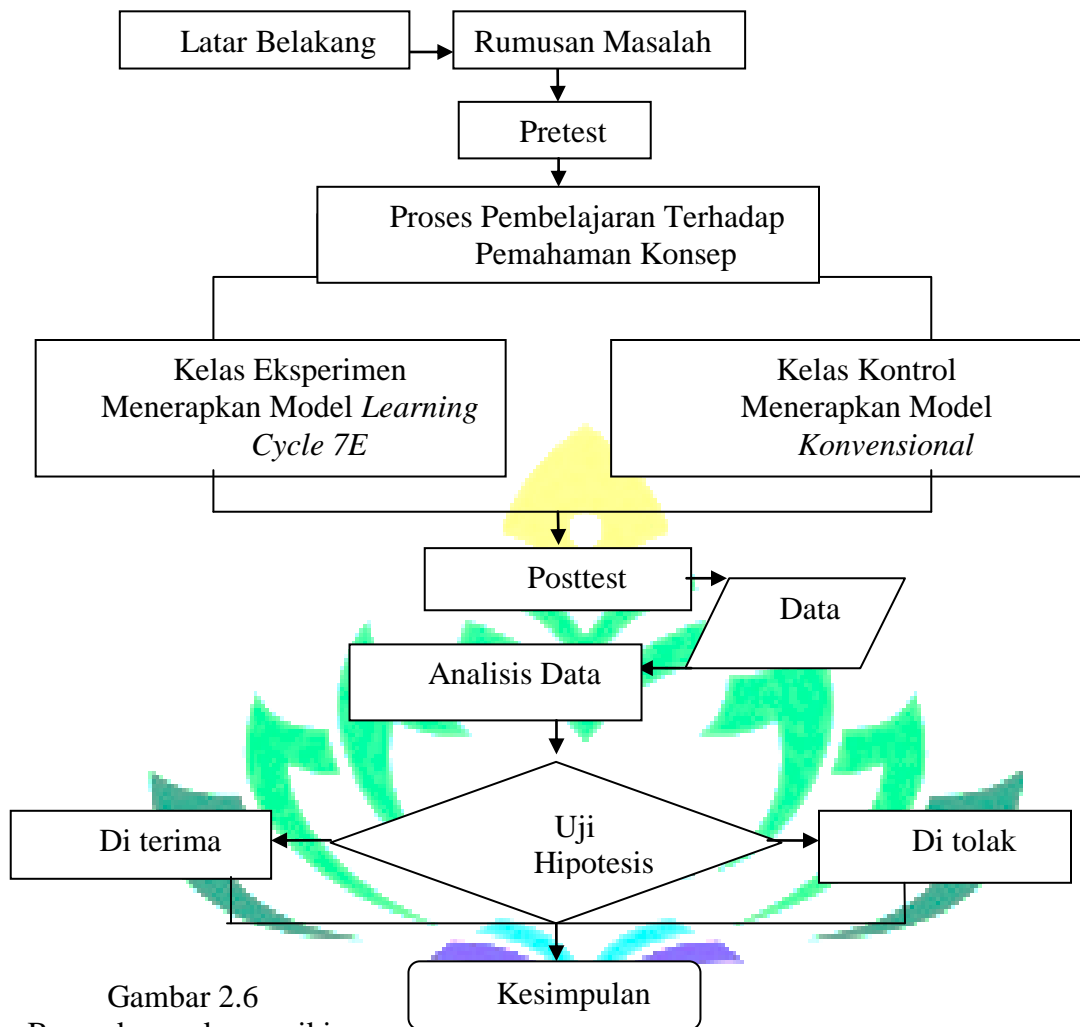 Latar Belakang
Rumusan Masalah
Pretest
Proses Pembelajaran Terhadap
Pemahaman Konsep
Kelas Eksperimen
Menerapkan Model Learning
Cycle 7E
Kelas Kontrol
Menerapkan Model
Konvensional
Posttest
Data
Analisis Data
Uji
Hipotesis
Di terima
Di tolak
Kesimpulan
Gambar 2.6